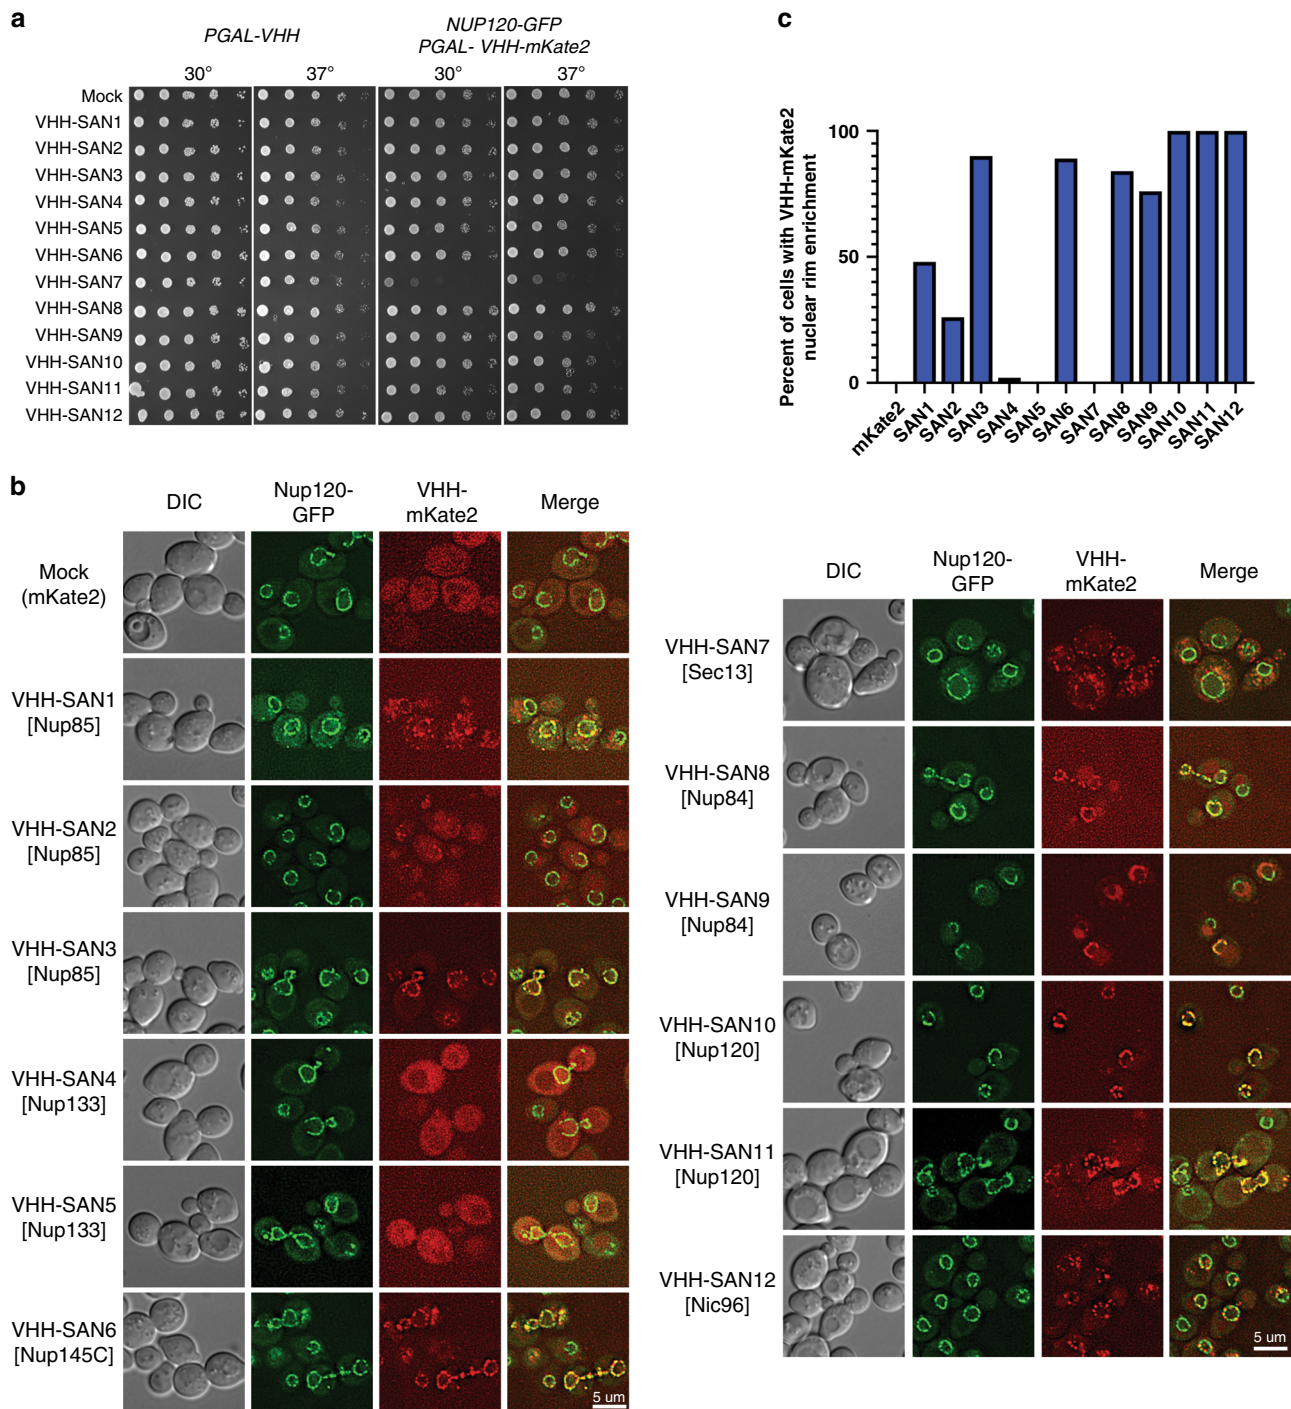 a
PGAL-VHH
NUP120-GFP
PGAL- VHH-mKate2
30°
37°
30°
37°
Mock
VHH-SAN1
VHH-SAN2
VHH-SAN3
VHH-SAN4
VHH-SAN5
VHH-SAN6
VHH-SAN7
VHH-SAN8
VHH-SAN9
VHH-SAN10
VHH-SAN11
VHH-SAN12
c
Percent of cells with VHH-mKate2
nuclear rim enrichment
100
50
0
mKate2
SAN1
SAN2
SAN3
SAN4
SAN5
SAN6
SAN7
SAN8
SAN9
SAN10
SAN11
SAN12
b
DIC
Nup120-
GFP
VHH-
mKate2
Merge
Mock
(mKate2)
VHH-SAN1
[Nup85]
VHH-SAN2
[Nup85]
VHH-SAN3
[Nup85]
VHH-SAN4
[Nup133]
VHH-SAN5
[Nup133]
VHH-SAN6
[Nup145C]
5 um
DIC
Nup120-
GFP
VHH-
mKate2
Merge
VHH-SAN7
[Sec13]
VHH-SAN8
[Nup84]
VHH-SAN9
[Nup84]
VHH-SAN10
[Nup120]
VHH-SAN11
[Nup120]
VHH-SAN12
[Nic96]
5 um